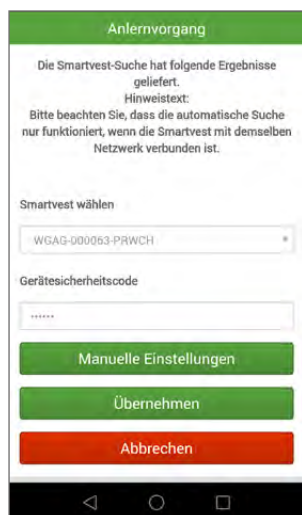 Anlernvorgang
Die Smartvest-Suche hat folgende Ergebnisse
geliefert.
Hinweistext:
Bitte beachten Sie, dass die automatische Suche
nur funktioniert, wenn die Smartvest mit demselben
Netzwerk verbunden ist.
Smartvest wählen
WGAG-000063-PRWCH
Gerätesicherheitscode
······
Manuelle Einstellungen
Übernehmen
Abbrechen